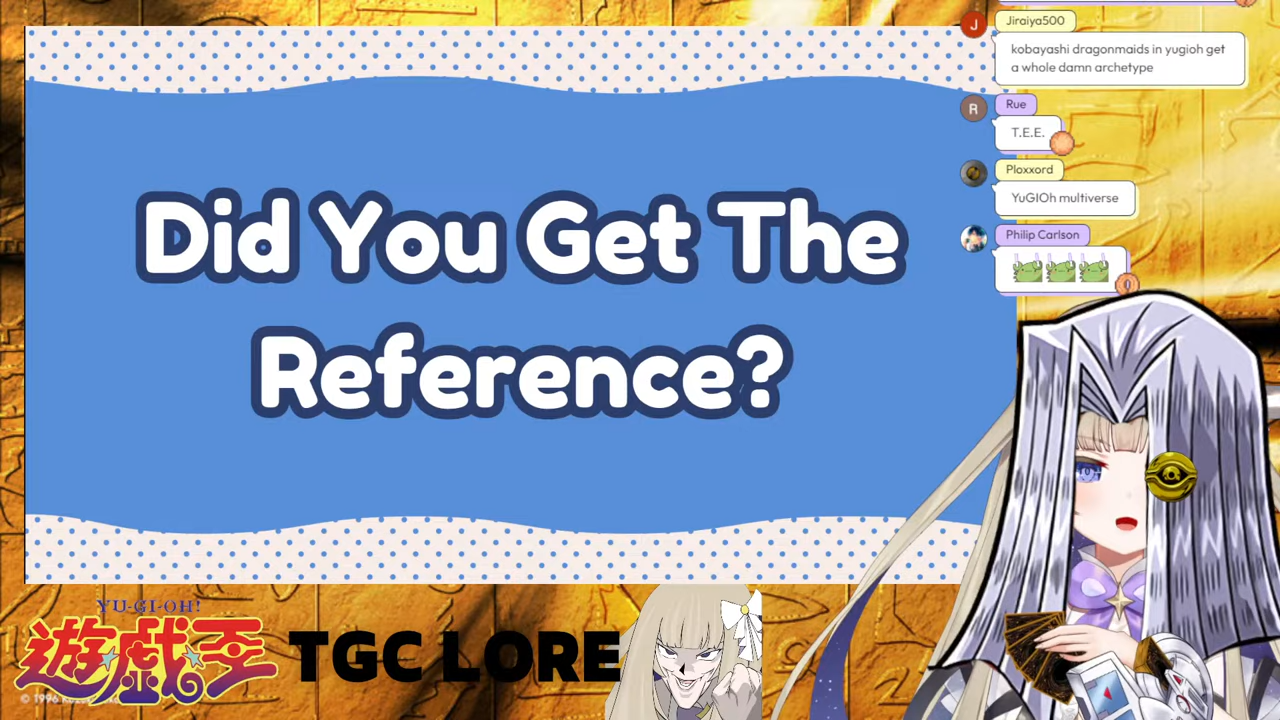 Did You Get The
Reference?
Jiraiya500
kobayashi dragonmaids in yugioh get
a whole damn archetype
Rue
T.E.E.
Ploxxord
YuGIOh multiverse
Philip Carlson
YU-GI-OH!
遊戯王
TGC LORE
© 1996